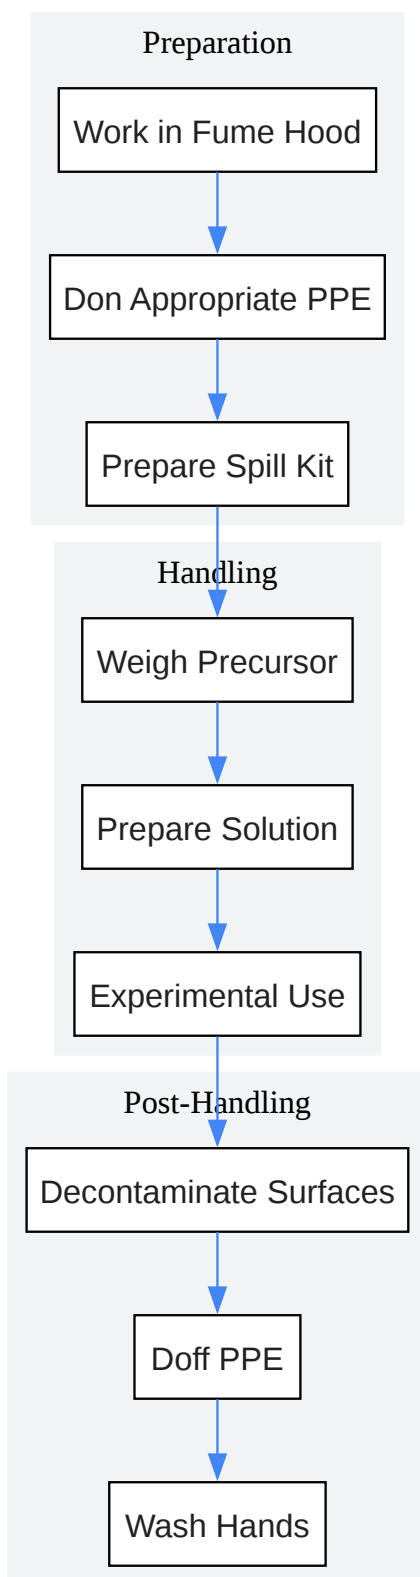 Preparation
Work in Fume Hood
Don Appropriate PPE
Prepare Spill Kit
Handling
Weigh Precursor
Prepare Solution
Experimental Use
Post-Handling
Decontaminate Surfaces
Doff PPE
Wash Hands